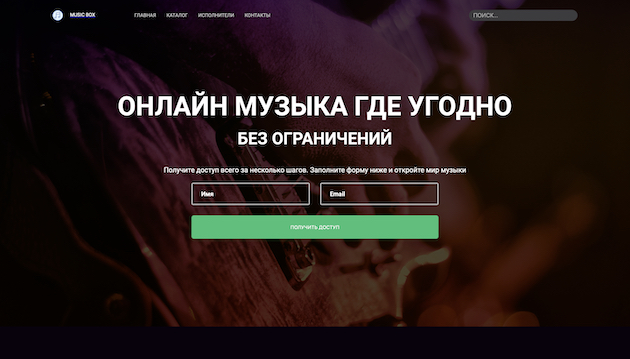 MUSIC BOX
ГЛАВНАЯ КАТАЛОГ ИСПОЛНИТЕЛИ КОНТАКТЫ
ПОИСК...
ОНЛАЙН МУЗЫКА ГДЕ УГОДНО
БЕЗ ОГРАНИЧЕНИЙ
Получите доступ всего за несколько шагов. Заполните форму ниже и откройте мир музыки
Имя
Email
ПОЛУЧИТЬ ДОСТУП